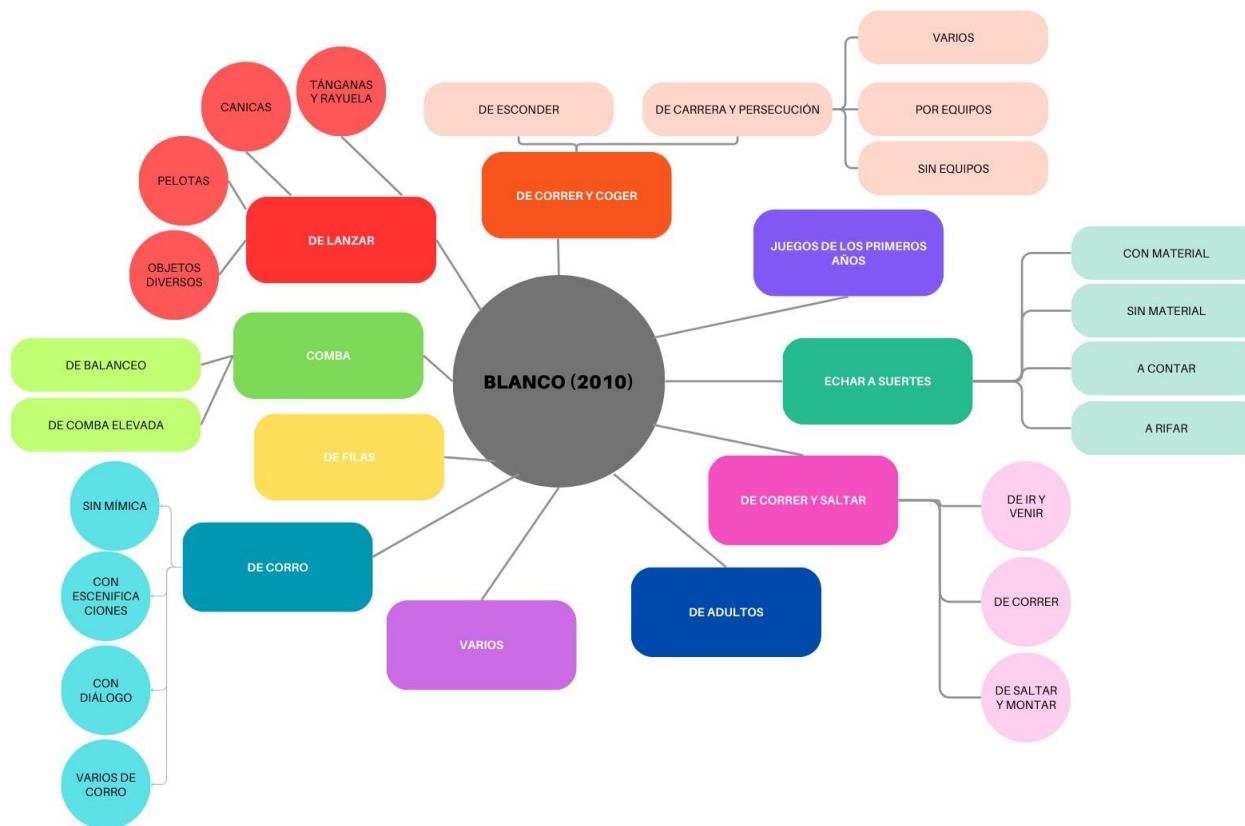 TÁNGANAS
Y RAYUELA
CANICAS
PELOTAS
OBJETOS
DIVERSOS
DE LANZAR
DE ESCONDER
DE CARRERA Y PERSECUCIÓN
VARIOS
POR EQUIPOS
SIN EQUIPOS
DE CORRER Y COGER
JUEGOS DE LOS PRIMEROS
AÑOS
CON MATERIAL
SIN MATERIAL
A CONTAR
A RIFAR
ECHAR A SUERTES
BLANCO (2010)
COMBA
DE BALANCEO
DE COMBA ELEVADA
DE FILAS
DE CORRER Y SALTAR
DE IR Y
VENIR
DE CORRER
DE SALTAR
Y MONTAR
DE CORRO
SIN MÍMICA
CON
ESCENIFICA
CIONES
CON
DIÁLOGO
VARIOS DE
CORRO
VARIOS
DE ADULTOS